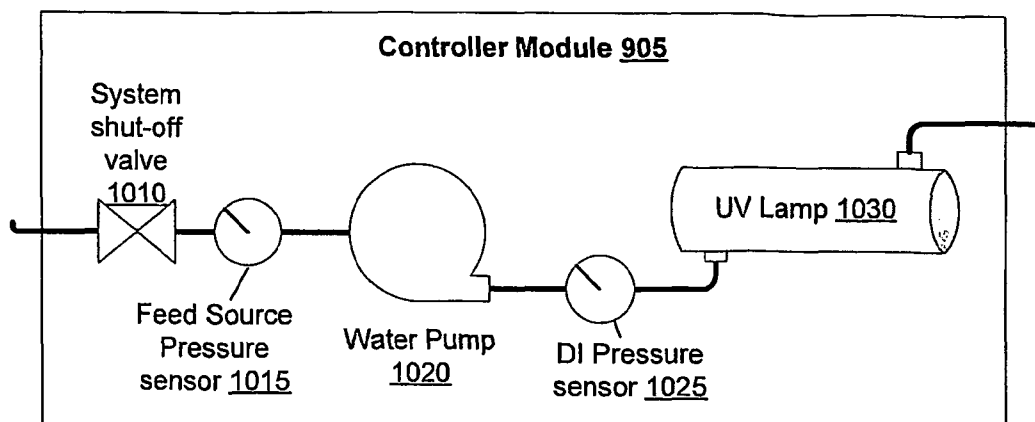 Controller Module 905
System
shut-off
valve
1010
UV Lamp 1030
Feed Source
Pressure
sensor 1015
Water Pump
1020
DI Pressure
sensor 1025